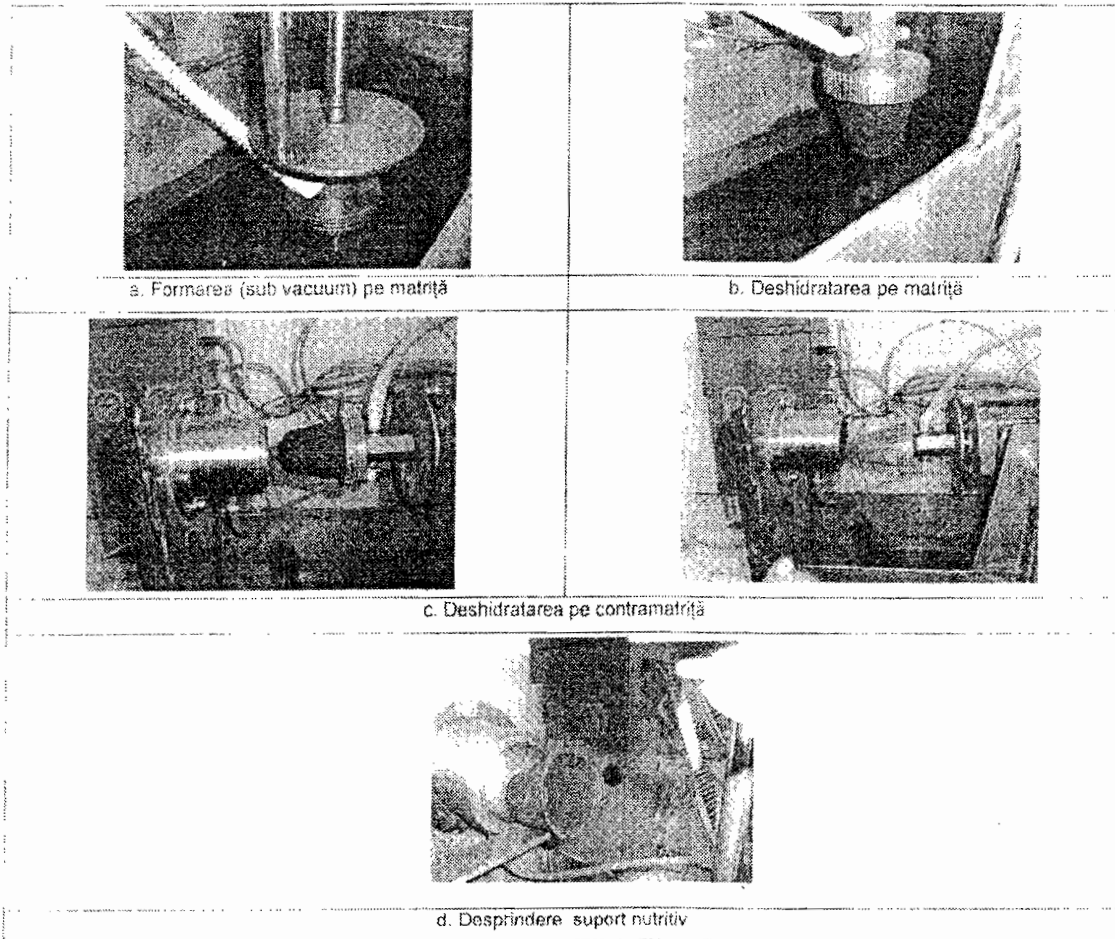 a. Formarea (sub vacuum) pe matriță
b. Deshidratarea pe matriță
c. Deshidratarea pe contramatriță
d. Desprindere suport nutritiv